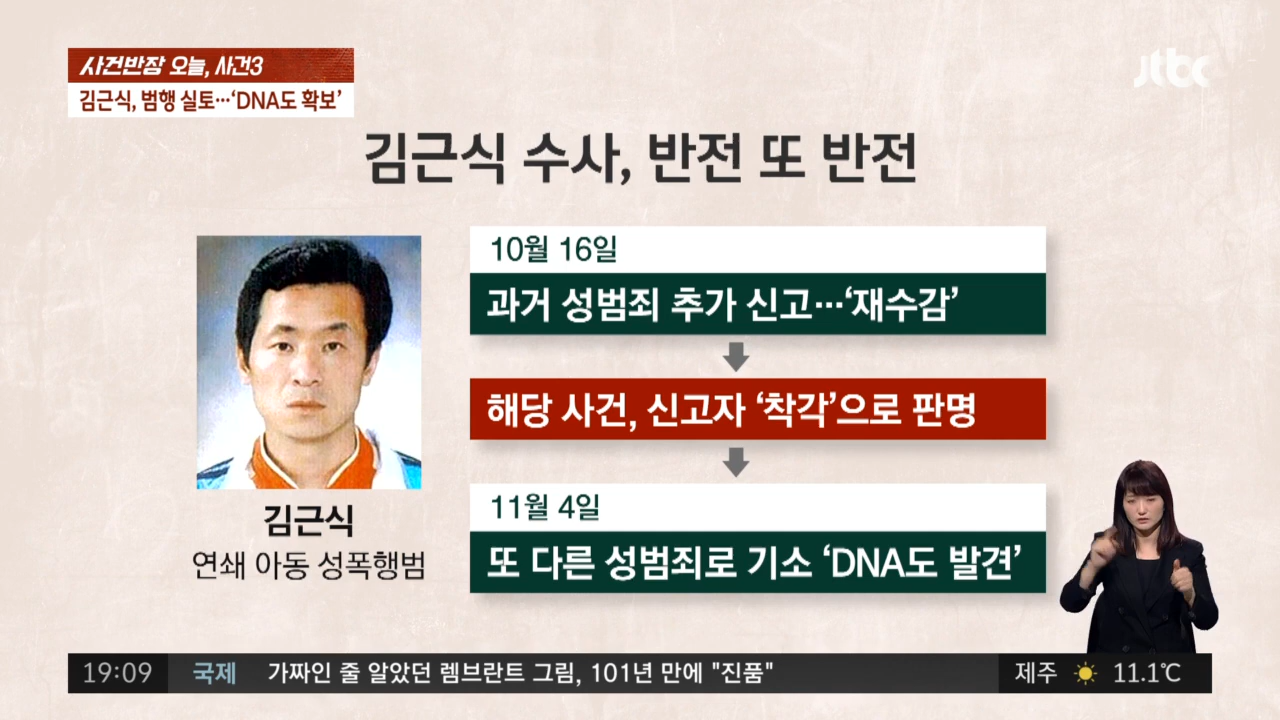 사건반장 오늘, 사건3
jtbc
김근식, 범행 실토…‘DNA도 확보’
김근식 수사, 반전 또 반전
10월 16일
과거 성범죄 추가 신고…‘재수감’
해당 사건, 신고자 ‘착각’으로 판명
11월 4일
또 다른 성범죄로 기소 ‘DNA도 발견’
김근식
연쇄 아동 성폭행범
19:09 국제 가짜인 줄 알았던 렘브란트 그림, 101년 만에 "진품" 제주 11.1℃